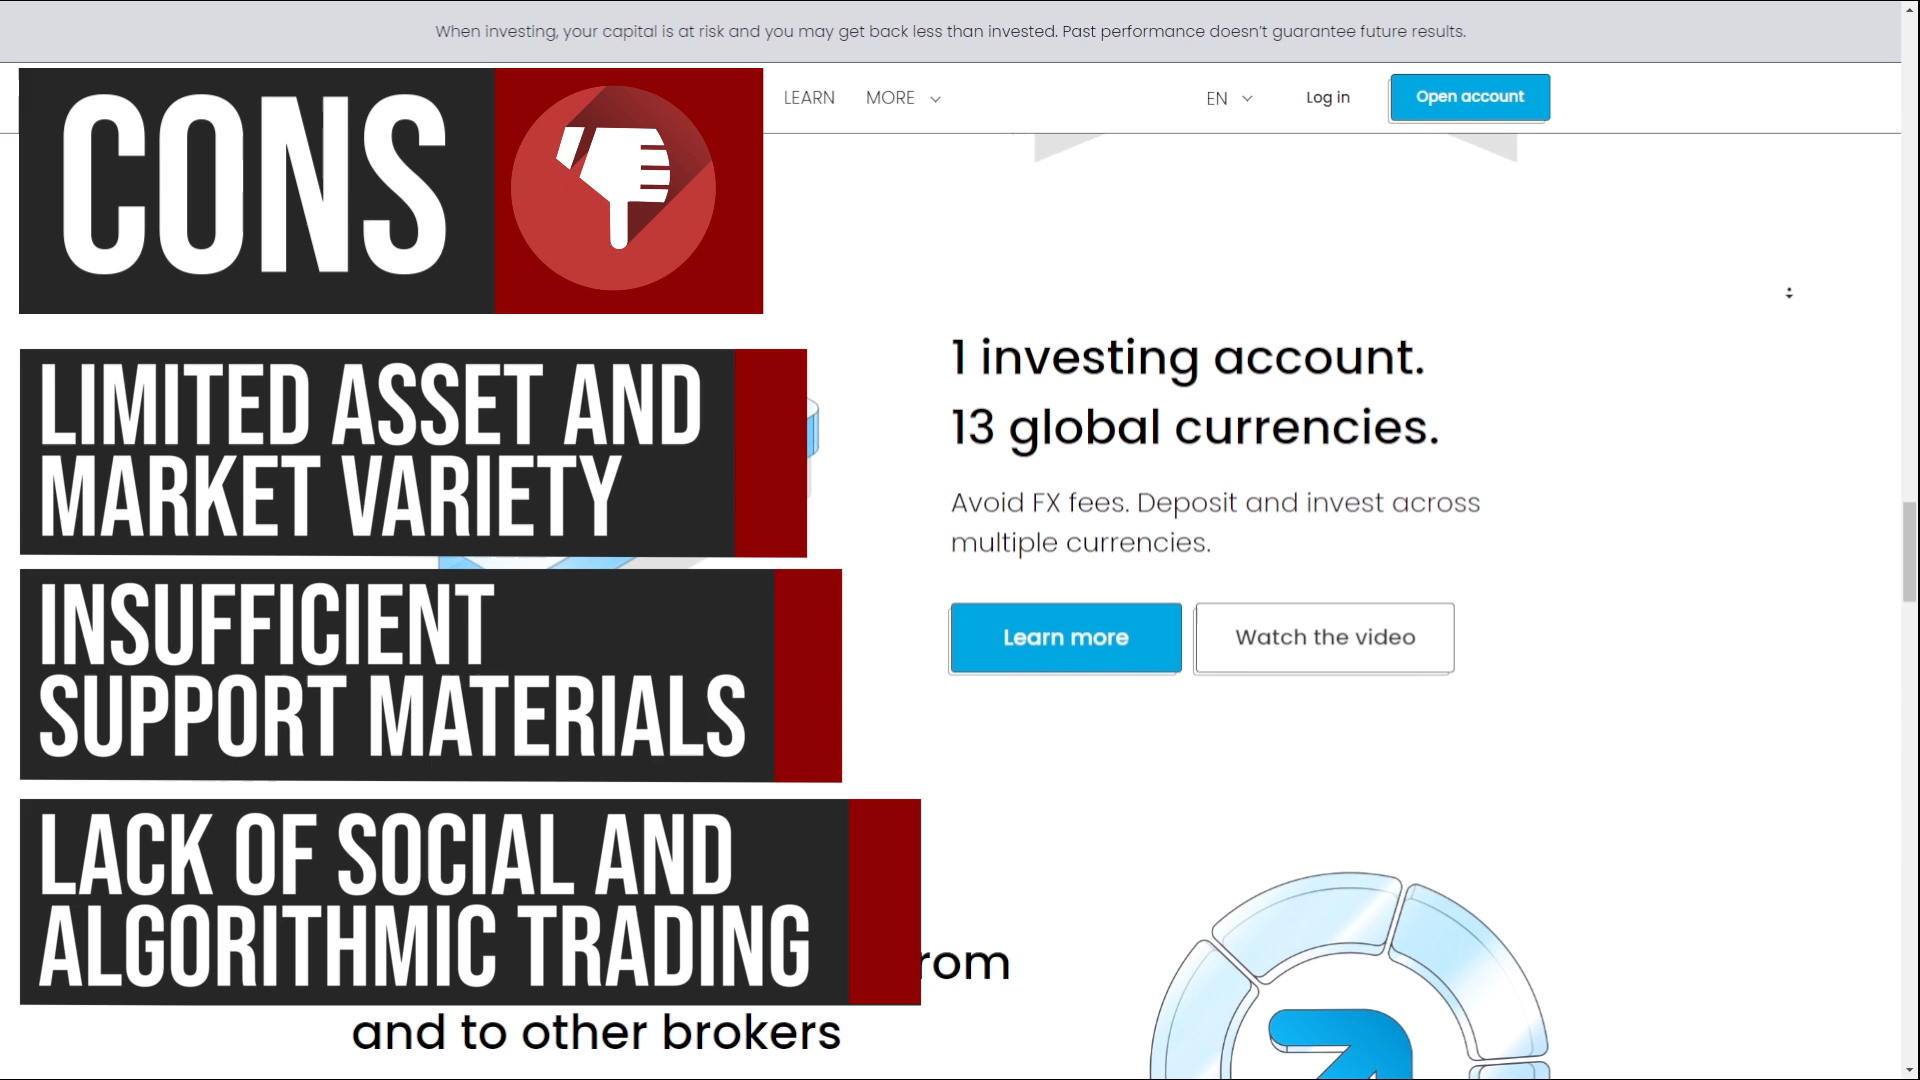 When investing, your capital is at risk and you may get back less than invested. Past performance doesn't guarantee future results.
LEARN MORE EN Log in Open account
CONS
LIMITED ASSET AND
MARKET VARIETY
INSUFFICIENT
SUPPORT MATERIALS
LACK OF SOCIAL AND
ALGORITHMIC TRADING
1 investing account.
13 global currencies.
Avoid FX fees. Deposit and invest across
multiple currencies.
Learn more
Watch the video
and to other brokers